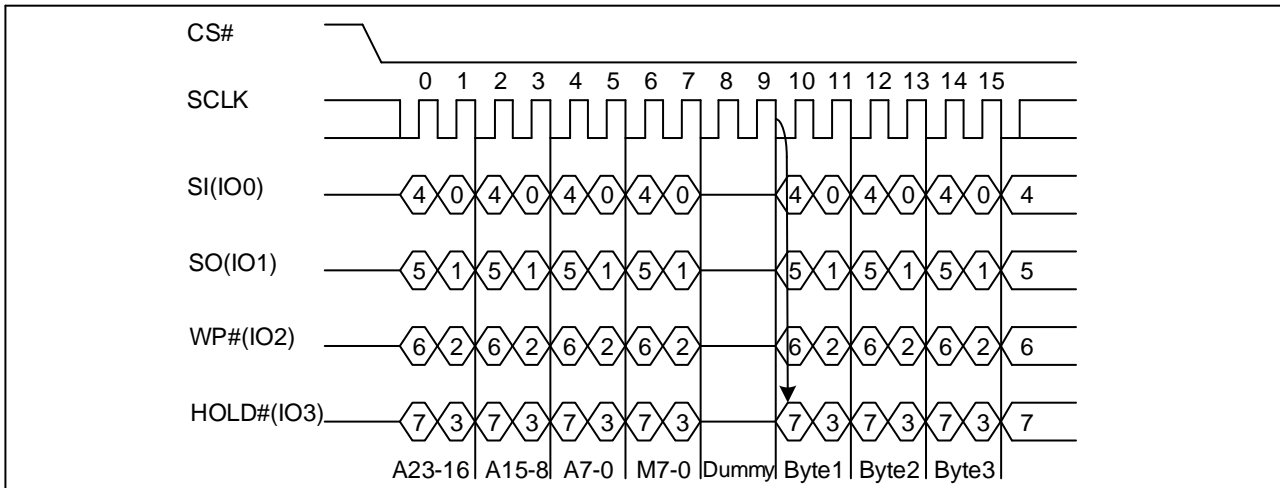 CS#
0 1 2 3 4 5 6 7 8 9 10 11 12 13 14 15
SCLK
SI(IO0) 4 0 4 0 4 0 4 0 4 0 4 0 4 0 4
SO(IO1) 5 1 5 1 5 1 5 1 5 1 5 1 5 1 5
WP#(IO2) 6 2 6 2 6 2 6 2 6 2 6 2 6 2 6
HOLD#(IO3) 7 3 7 3 7 3 7 3 7 3 7 3 7 3 7
A23-16 A15-8 A7-0 M7-0 Dummy Byte1 Byte2 Byte3